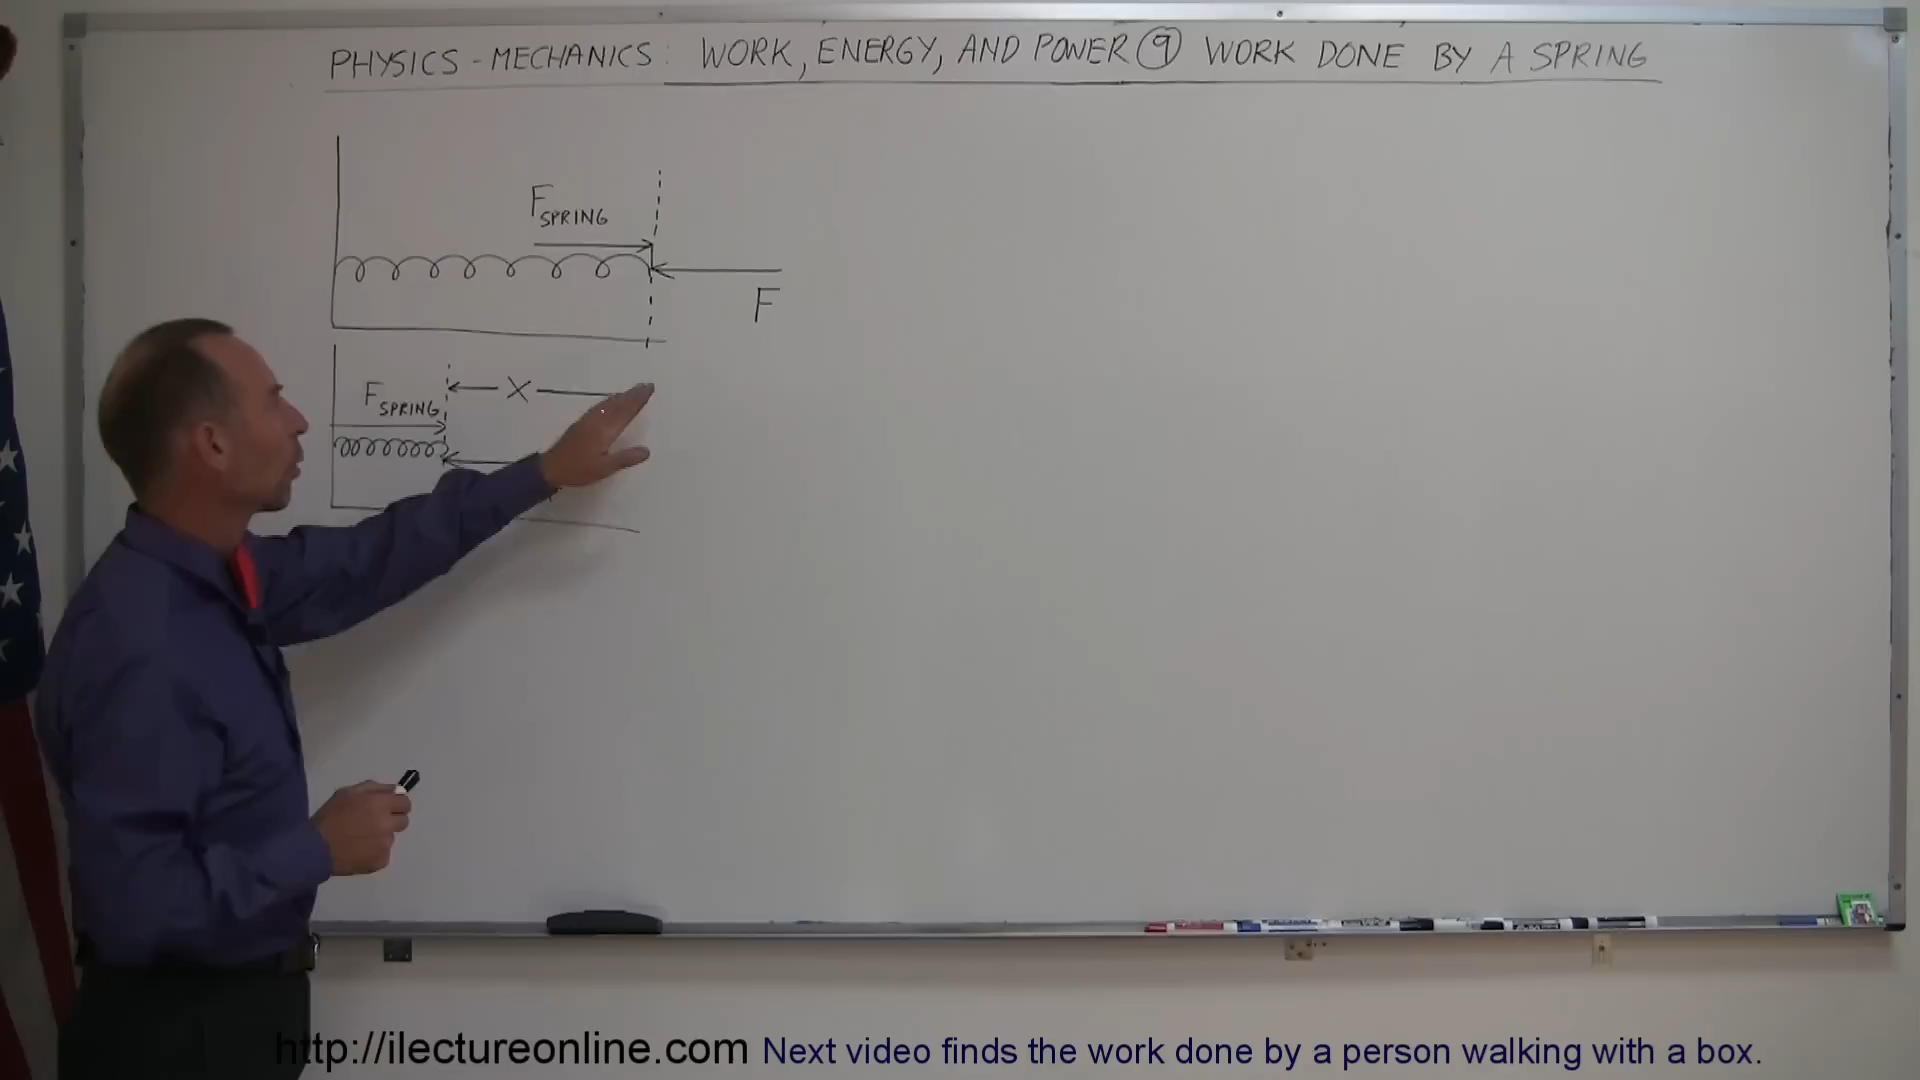 PHYSICS - MECHANICS: WORK, ENERGY, AND POWER 9 WORK DONE BY A SPRING
F SPRING
F
F SPRING
X
http://ilectureonline.com Next video finds the work done by a person walking with a box.